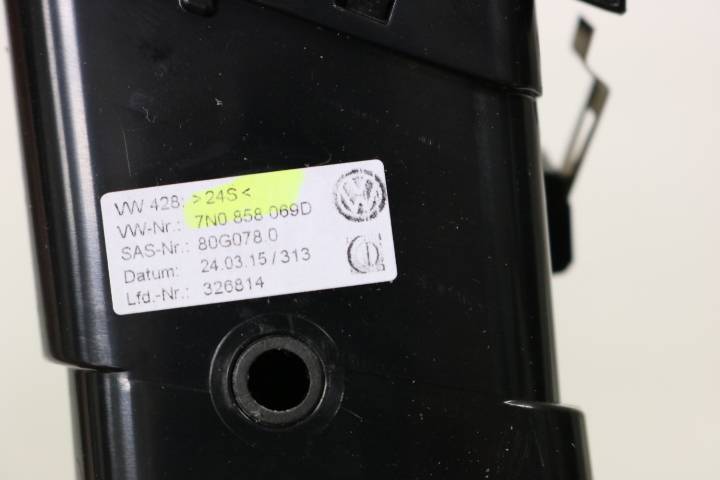 VW 428: >24S<
VW-Nr.: 7N0 858 069D
SAS-Nr.: 80G078.0
Datum: 24.03.15/313
Lfd.-Nr.: 326814